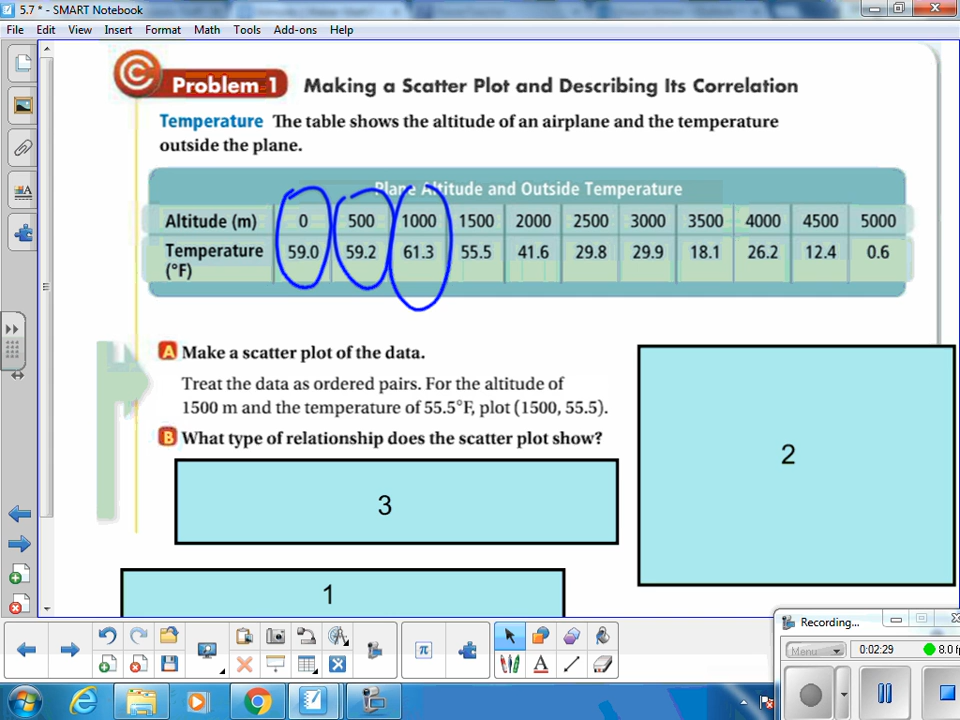 5.7 * - SMART Notebook
File Edit View Insert Format Math Tools Add-ons Help
C Problem 1 Making a Scatter Plot and Describing Its Correlation
Temperature The table shows the altitude of an airplane and the temperature
outside the plane.
Plane Altitude and Outside Temperature
Altitude (m) 0 500 1000 1500 2000 2500 3000 3500 4000 4500 5000
Temperature 59.0 59.2 61.3 55.5 41.6 29.8 29.9 18.1 26.2 12.4 0.6
(°F)
A Make a scatter plot of the data.
Treat the data as ordered pairs. For the altitude of
1500 m and the temperature of 55.5°F, plot (1500, 55.5).
B What type of relationship does the scatter plot show?
2
3
1
Recording...
Menu 0:02:29 8.0
π
A